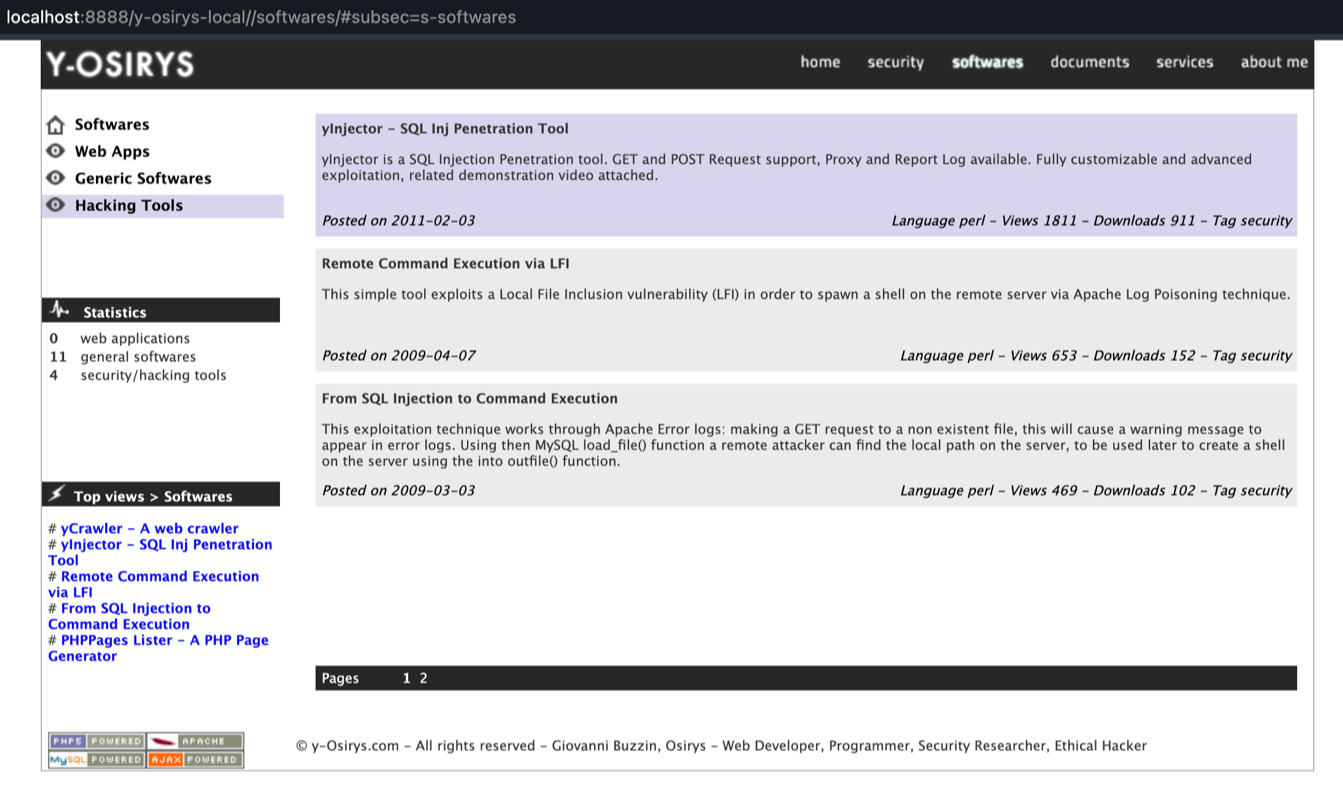 localhost:8888/y-osirys-local//softwares/#subsec=s-softwares
Y-OSIRYS
home security softwares documents services about me
Softwares
Web Apps
Generic Softwares
Hacking Tools
Statistics
0 web applications
11 general softwares
4 security/hacking tools
Top views > Softwares
# yCrawler - A web crawler
# yInjector - SQL Inj Penetration
Tool
# Remote Command Execution
via LFI
# From SQL Injection to
Command Execution
# PHPPages Lister - A PHP Page
Generator
yInjector - SQL Inj Penetration Tool
yInjector is a SQL Injection Penetration tool. GET and POST Request support, Proxy and Report Log available. Fully customizable and advanced
exploitation, related demonstration video attached.
Posted on 2011-02-03 Language perl - Views 1811 - Downloads 911 - Tag security
Remote Command Execution via LFI
This simple tool exploits a Local File Inclusion vulnerability (LFI) in order to spawn a shell on the remote server via Apache Log Poisoning technique.
Posted on 2009-04-07 Language perl - Views 653 - Downloads 152 - Tag security
From SQL Injection to Command Execution
This exploitation technique works through Apache Error logs: making a GET request to a non existent file, this will cause a warning message to
appear in error logs. Using then MySQL load_file() function a remote attacker can find the local path on the server, to be used later to create a shell
on the server using the into outfile() function.
Posted on 2009-03-03 Language perl - Views 469 - Downloads 102 - Tag security
Pages 1 2
PHP5 POWERED APACHE
MySQL POWERED AJAX POWERED
© y-Osirys.com - All rights reserved - Giovanni Buzzin, Osirys - Web Developer, Programmer, Security Researcher, Ethical Hacker